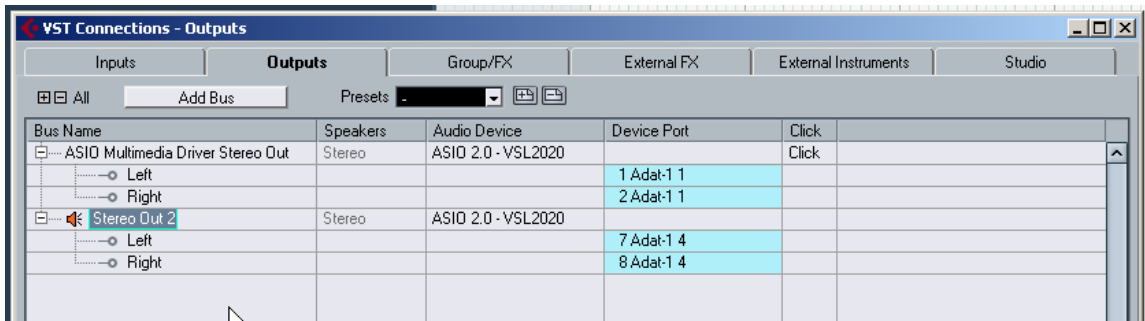 VST Connections - Outputs
Inputs Outputs Group/FX External FX External Instruments Studio
All Add Bus Presets -
Bus Name Speakers Audio Device Device Port Click
ASIO Multimedia Driver Stereo Out Stereo ASIO 2.0 - VSL2020 Click
Left 1 Adat-1 1
Right 2 Adat-1 1
Stereo Out 2 Stereo ASIO 2.0 - VSL2020
Left 7 Adat-1 4
Right 8 Adat-1 4